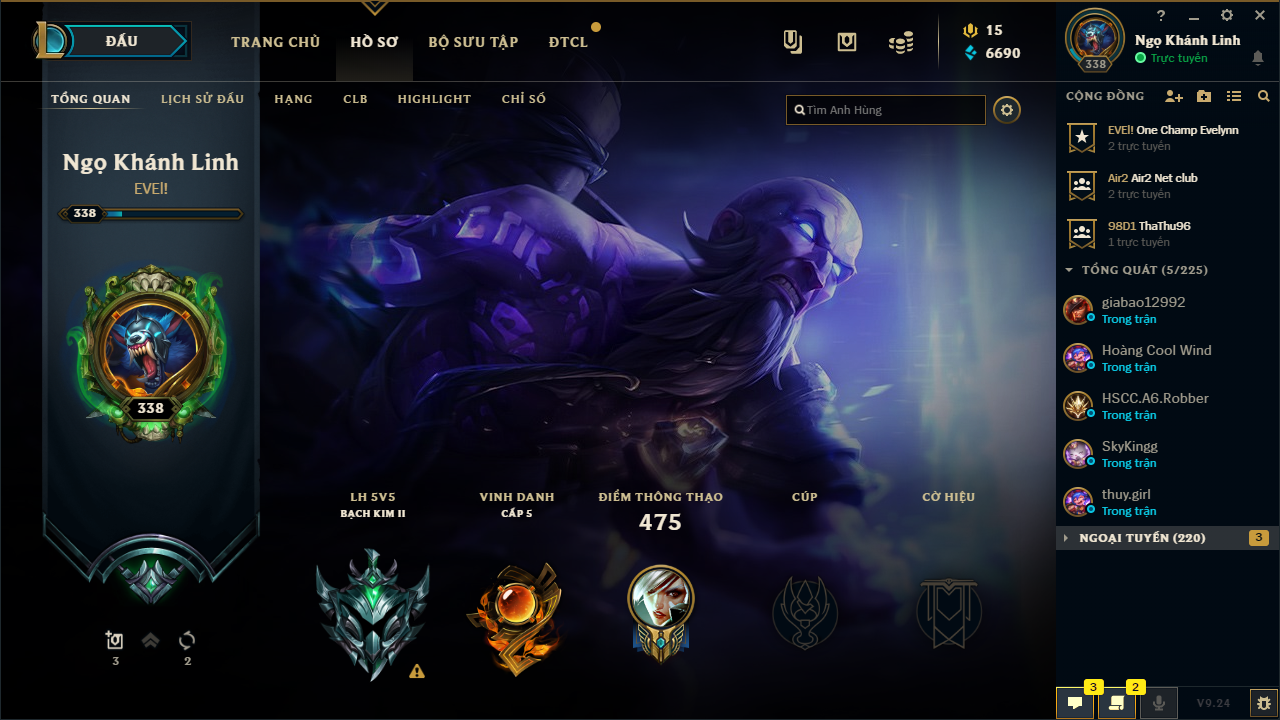 ĐẤU
TRANG CHỦ
HỒ SƠ
BỘ SƯU TẬP
ĐTCL
15
6690
?
Ngọ Khánh Linh
Trực tuyến
338
TỔNG QUAN
LỊCH SỬ ĐẤU
HẠNG
CLB
HIGHLIGHT
CHỈ SỐ
Tìm Anh Hùng
CỘNG ĐỒNG
Ngọ Khánh Linh
EVEl!
338
338
3
2
LH 5V5
BẠCH KIM II
VINH DANH
CẤP 5
ĐIỂM THÔNG THẠO
475
CÚP
CỜ HIỆU
EVEl! One Champ Evelynn
2 trực tuyến
Air2 Air2 Net club
2 trực tuyến
98D1 ThaThu96
1 trực tuyến
TỔNG QUÁT (5/225)
giabao12992
Trong trận
Hoàng Cool Wind
Trong trận
HSCC.A6.Robber
Trong trận
SkyKingg
Trong trận
thuy.girl
Trong trận
NGOẠI TUYẾN (220)
3
3
2
V9.24